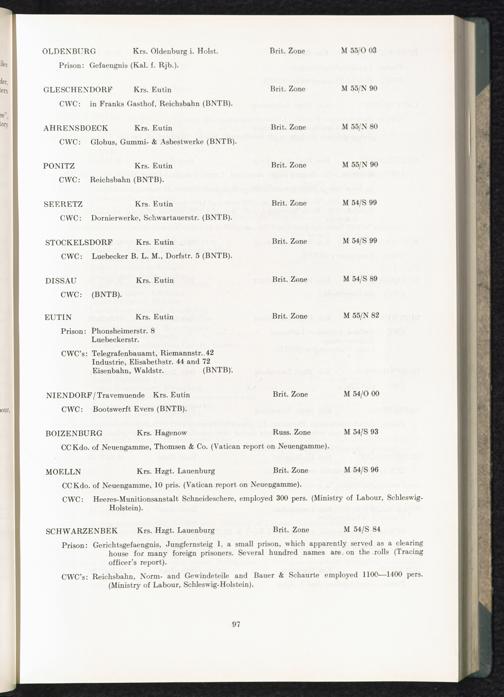 OLDENBURG Krs. Oldenburg i. Holst. Brit. Zone M 55/O 03
Prison: Gefaengnis (Kal. f. Rjb.).
GLESCHENDORF Krs. Eutin Brit. Zone M 55/N 90
CWC: in Franks Gasthof, Reichsbahn (BNTB).
AHRENSBOECK Krs. Eutin Brit. Zone M 55/N 80
CWC: Globus, Gummi- & Asbestwerke (BNTB).
PONITZ Krs. Eutin Brit. Zone M 55/N 90
CWC: Reichsbahn (BNTB).
SEERETZ Krs. Eutin Brit. Zone M 54/S 99
CWC: Dornierwerke, Schwartauerstr. (BNTB).
STOCKELSDORF Krs. Eutin Brit. Zone M 54/S 99
CWC: Luebecker B. L. M., Dorfstr. 5 (BNTB).
DISSAU Krs. Eutin Brit. Zone M 54/S 89
CWC: (BNTB).
EUTIN Krs. Eutin Brit. Zone M 55/N 82
Prison: Phonsheimerstr. 8
Luebeckerstr.
CWC's: Telegrafenbauamt, Riemannstr. 42
Industrie, Elisabethstr. 44 and 72
Eisenbahn, Waldstr. (BNTB).
NIENDORF/Travemuende Krs. Eutin Brit. Zone M 54/O 00
CWC: Bootswerft Evers (BNTB).
BOIZENBURG Krs. Hagenow Russ. Zone M 54/S 93
CC Kdo. of Neuengamme, Thomsen & Co. (Vatican report on Neuengamme).
MOELLN Krs. Hzgt. Lauenburg Brit. Zone M 54/S 96
CC Kdo. of Neuengamme, 10 pris. (Vatican report on Neuengamme).
CWC: Heeres-Munitionsanstalt Schneideschere, employed 300 pers. (Ministry of Labour, Schleswig-
Holstein).
SCHWARZENBEK Krs. Hzgt. Lauenburg Brit. Zone M 54/S 84
Prison: Gerichtsgefaengnis, Jungfernsteig 1, a small prison, which apparently served as a clearing
house for many foreign prisoners. Several hundred names are on the rolls (Tracing
officer's report).
CWC's: Reichsbahn, Norm- and Gewindeteile and Bauer & Schaurte employed 1100—1400 pers.
(Ministry of Labour, Schleswig-Holstein).
97